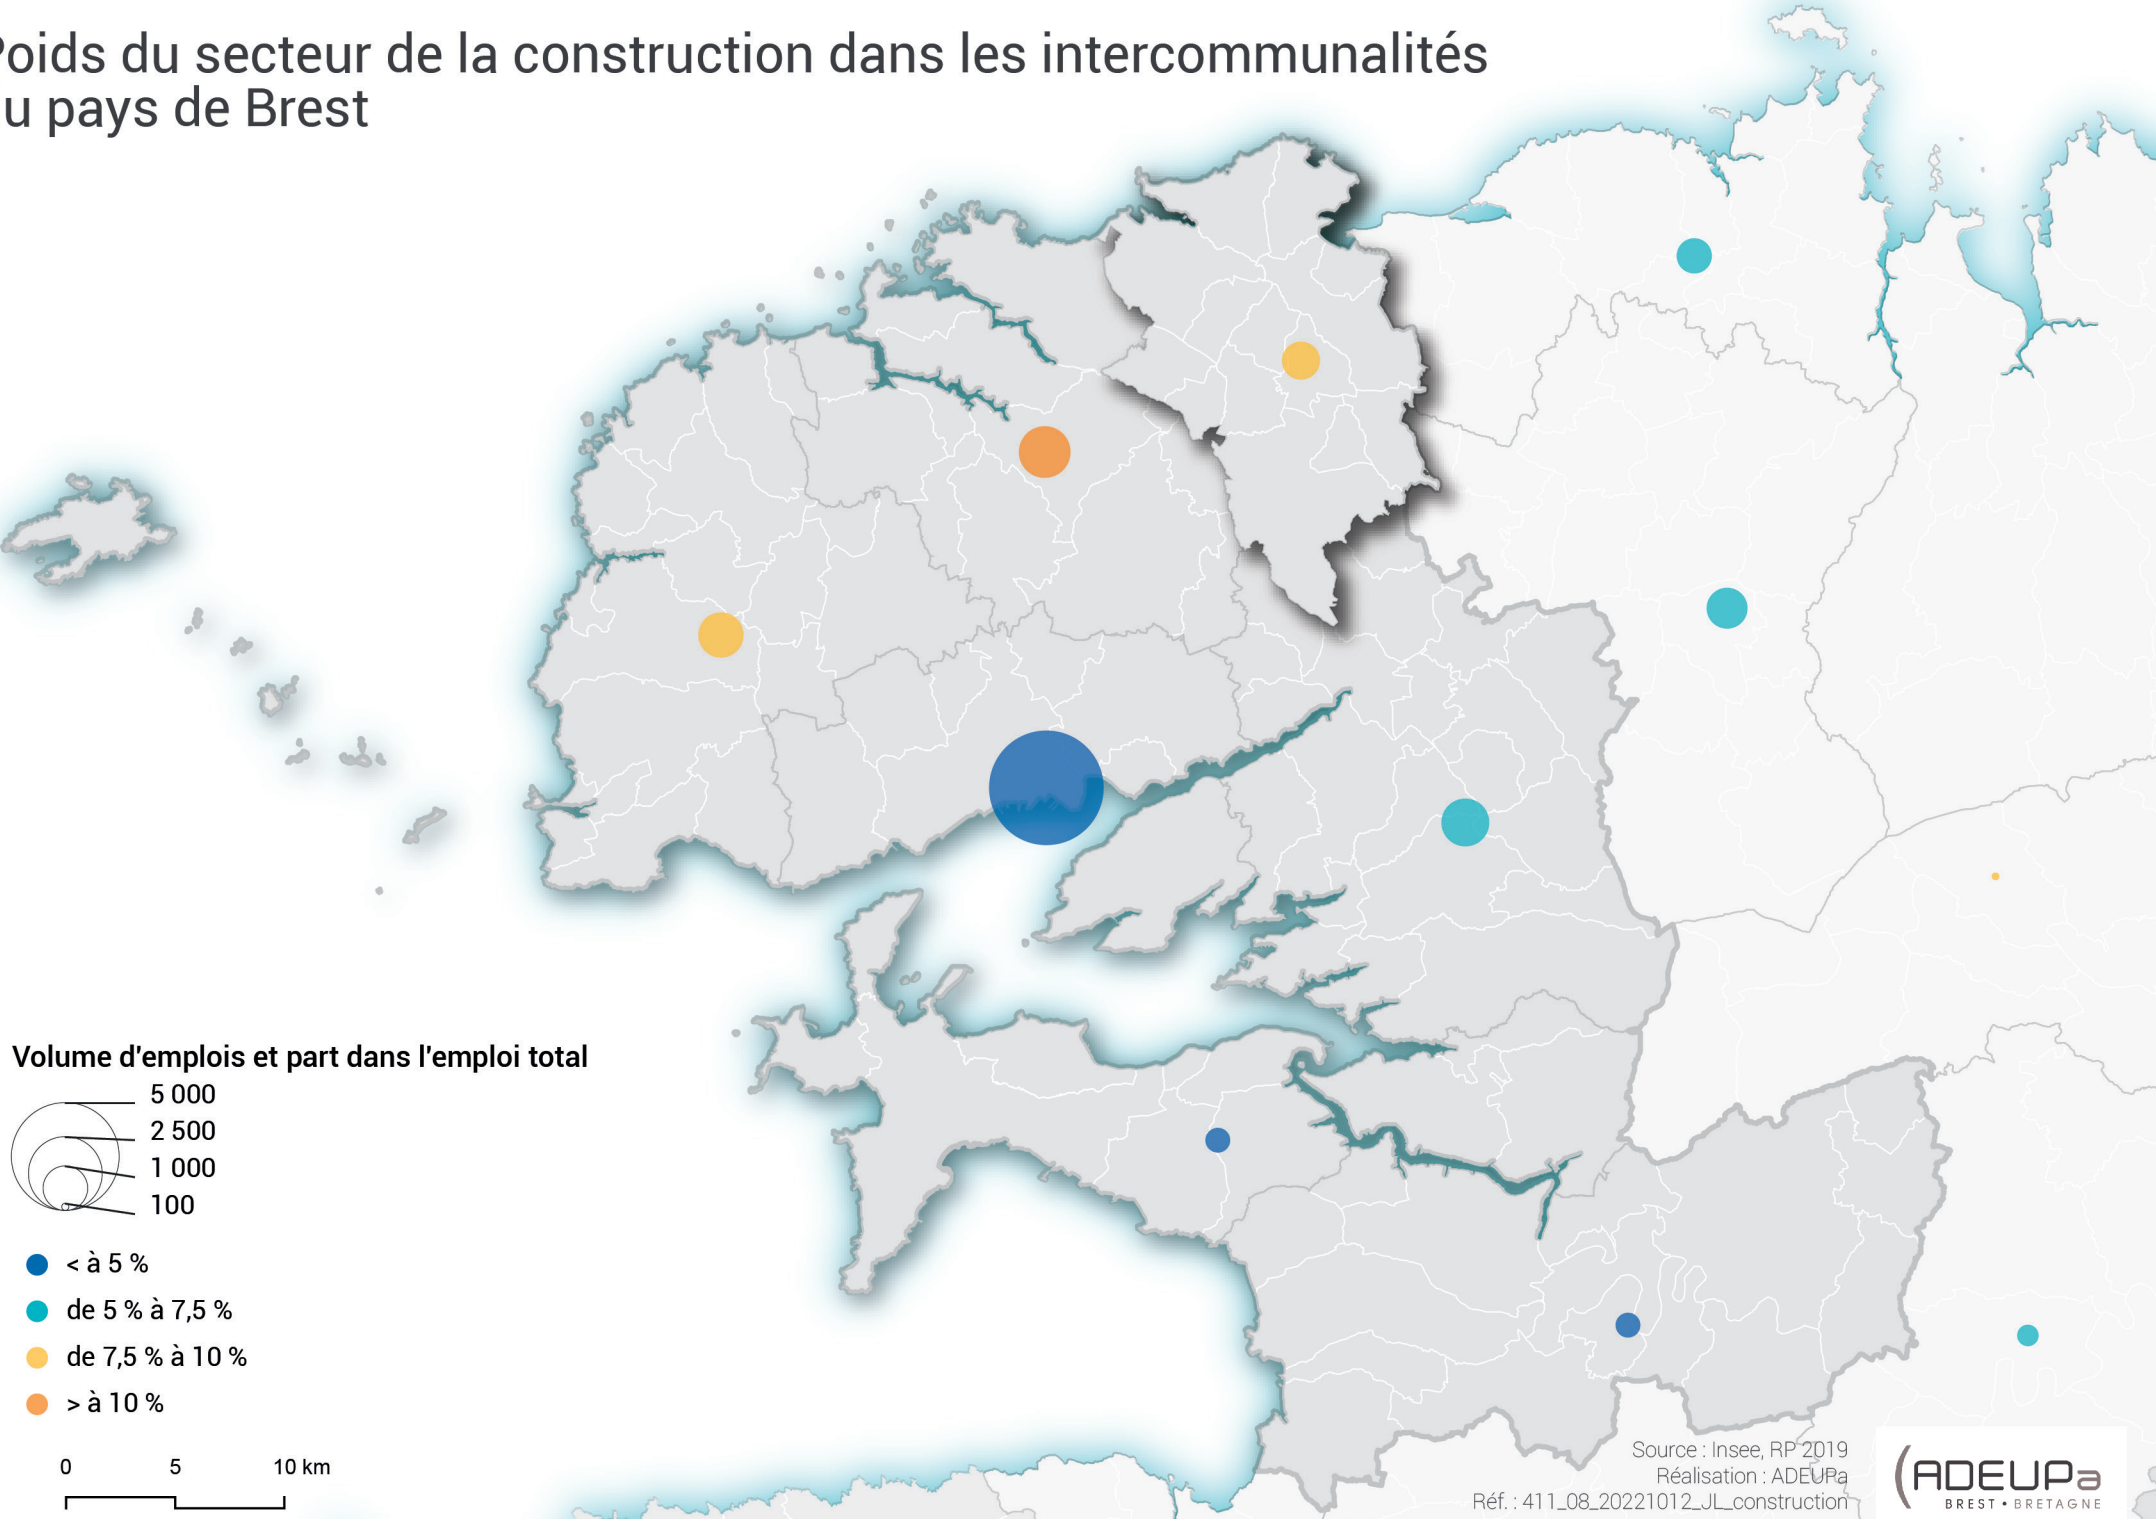 oids du secteur de la construction dans les intercommunalités
u pays de Brest
Volume d'emplois et part dans l'emploi total
5 000
2 500
1 000
100
< à 5 %
de 5 % à 7,5 %
de 7,5 % à 10 %
> à 10 %
0 5 10 km
Source : Insee, RP 2019
Réalisation : ADEUPa
Réf. : 411_08_20221012_JL_construction
ADEUPa
BREST • BRETAGNE